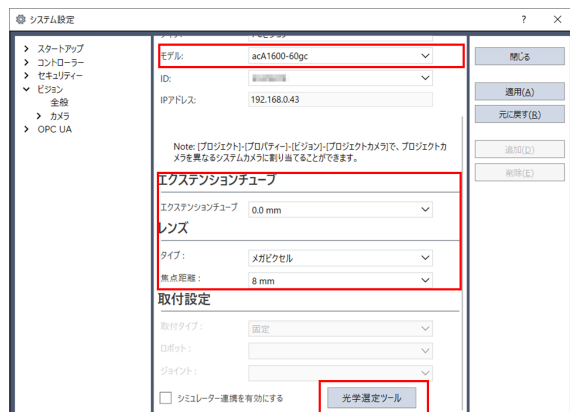 システム設定
?
×
スタートアップ
コントローラー
セキュリティー
ビジョン
全般
カメラ
OPC UA
モデル: acA1600-60gc
ID:
IPアドレス: 192.168.0.43
Note: [プロジェクト]-[プロパティー]-[ビジョン]-[プロジェクトカメラ]で、プロジェクトカ
メラを異なるシステムカメラに割り当てることができます。
エクステンションチューブ
エクステンションチューブ 0.0 mm
レンズ
タイプ： メガピクセル
焦点距離： 8 mm
取付設定
取付タイプ： 固定
ロボット：
ジョイント：
シミュレーター連携を有効にする 光学選定ツール
閉じる
適用(A)
元に戻す(R)
追加(D)
削除(E)